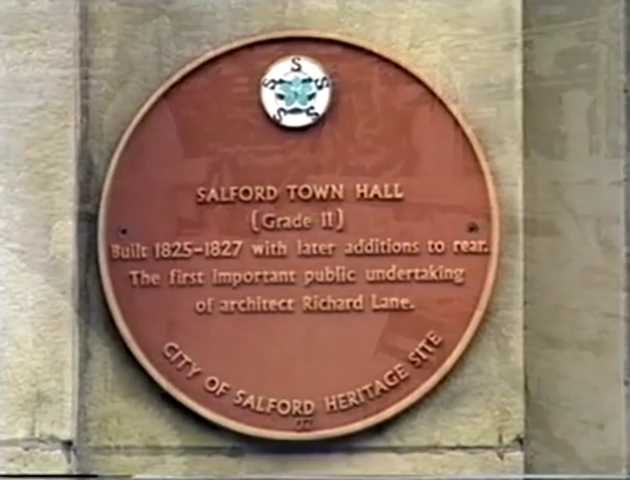 S S S S S
SALFORD TOWN HALL
(Grade 11)
Built 1825-1827 with later additions to rear.
The first important public undertaking
of architect Richard Lane.
CITY OF SALFORD HERITAGE SITE